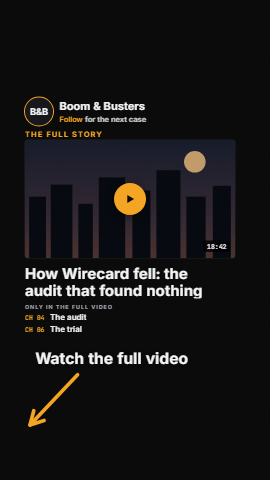 B&B
Boom & Busters
Follow for the next case
THE FULL STORY
18:42
How Wirecard fell: the
audit that found nothing
ONLY IN THE FULL VIDEO
CH 04 The audit
CH 06 The trial
Watch the full video